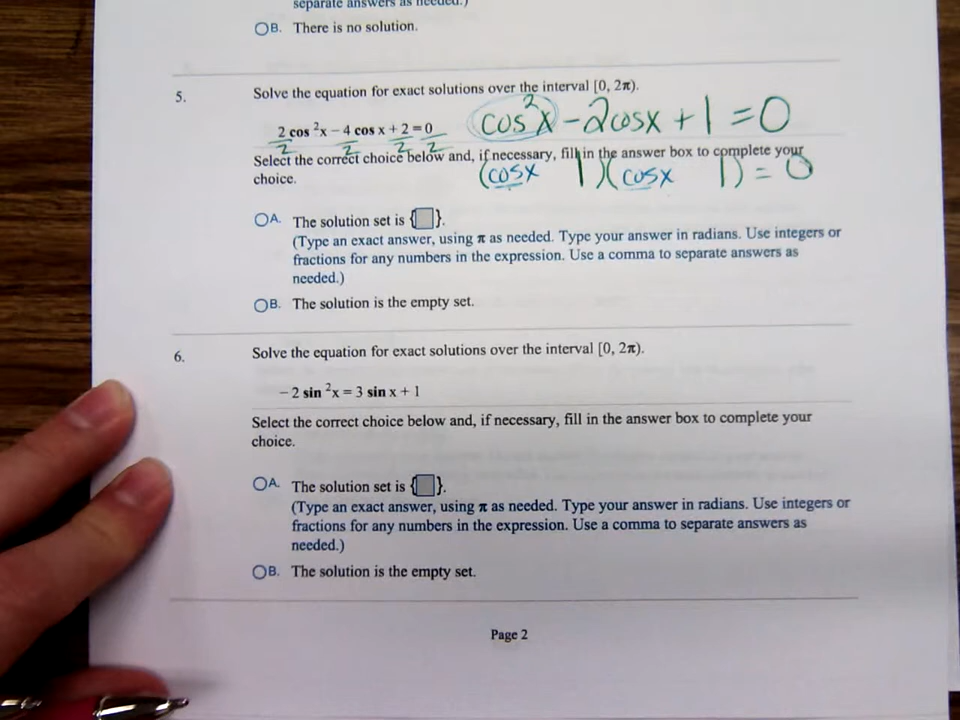 separate answers as needed.)
B. There is no solution.
5. Solve the equation for exact solutions over the interval [0, 2π).
2 cos ²x − 4 cos x + 2 = 0 cos²x − 2cosx + 1 = 0
2 2 2 2
Select the correct choice below and, if necessary, fill in the answer box to complete your
choice. (cosx 1)(cosx 1) = 0
A. The solution set is { }.
(Type an exact answer, using π as needed. Type your answer in radians. Use integers or
fractions for any numbers in the expression. Use a comma to separate answers as
needed.)
B. The solution is the empty set.
6. Solve the equation for exact solutions over the interval [0, 2π).
− 2 sin ²x = 3 sin x + 1
Select the correct choice below and, if necessary, fill in the answer box to complete your
choice.
A. The solution set is { }.
(Type an exact answer, using π as needed. Type your answer in radians. Use integers or
fractions for any numbers in the expression. Use a comma to separate answers as
needed.)
B. The solution is the empty set.
Page 2